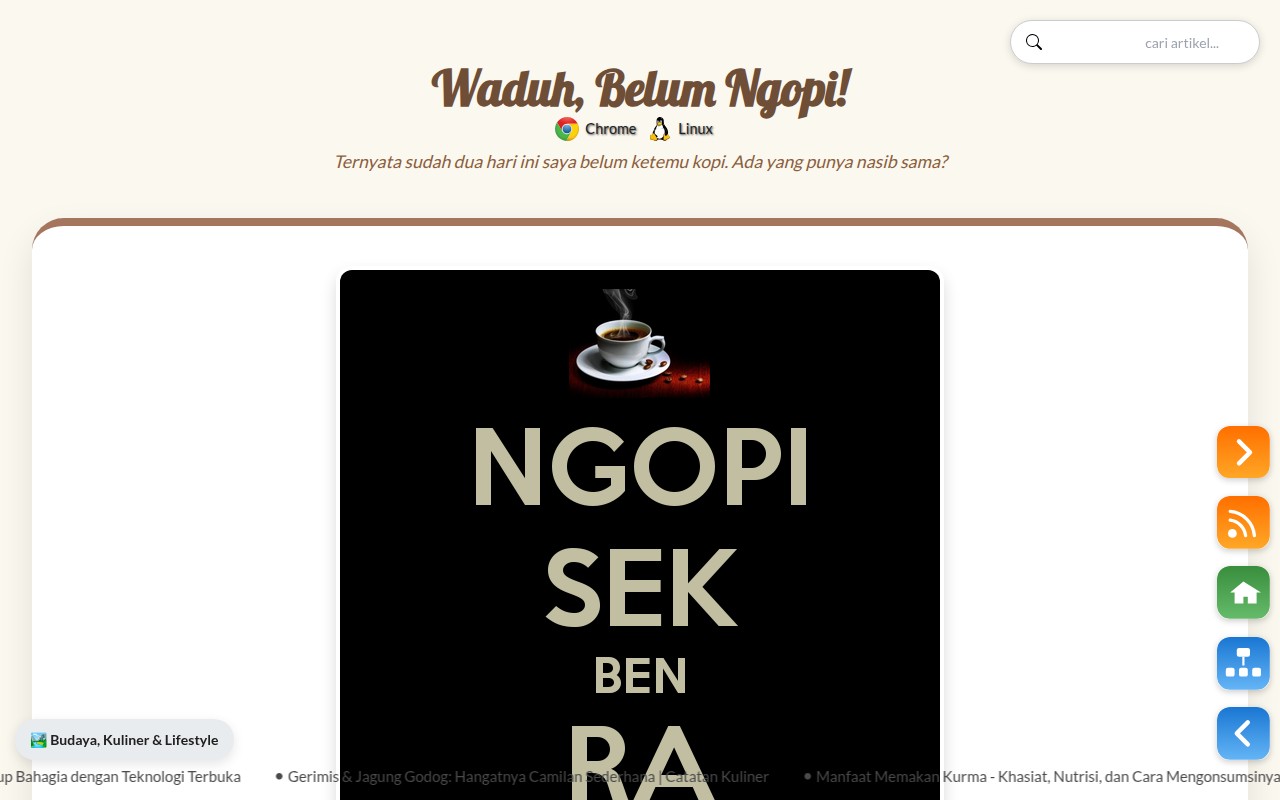 cari artikel...
Waduh, Belum Ngopi!
Chrome Linux
Ternyata sudah dua hari ini saya belum ketemu kopi. Ada yang punya nasib sama?
NGOPI
SEK
BEN
RA
🏞️ Budaya, Kuliner & Lifestyle
up Bahagia dengan Teknologi Terbuka • Gerimis & Jagung Godog: Hangatnya Camilan Sederhana | Catatan Kuliner • Manfaat Memakan Kurma - Khasiat, Nutrisi, dan Cara Mengonsumsinya